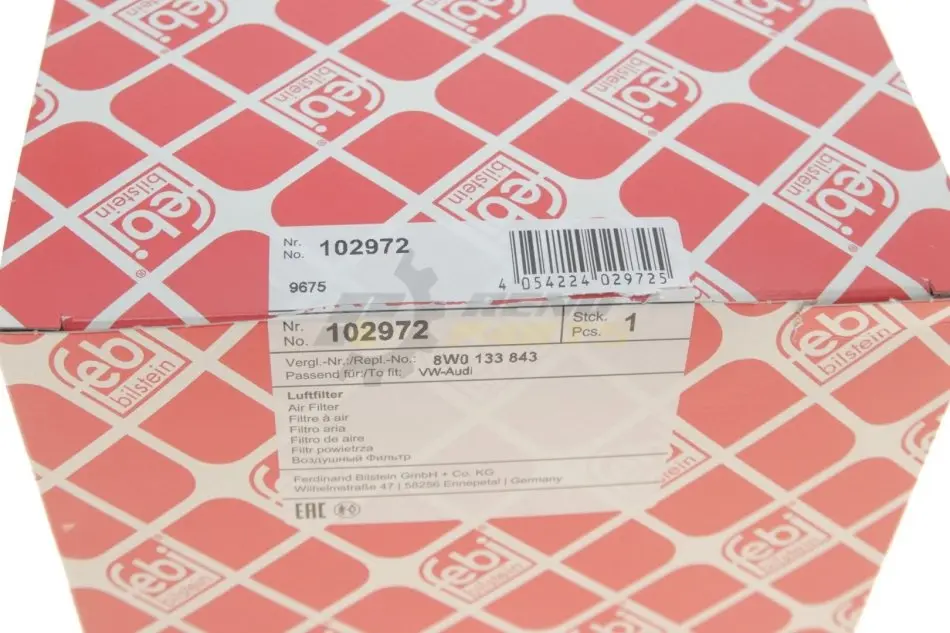 febi
bilstein
Nr.
No. 102972
9675
4 054224 029725
Nr.
No. 102972
Stck.
Pcs. 1
Vergl.-Nr.:/Repl.-No.: 8W0 133 843
Passend für:/To fit: VW-Audi
Luftfilter
Air Filter
Filtre à air
Filtro aria
Filtro de aire
Filtr powietrza
Воздушный Фильтр
Ferdinand Bilstein GmbH + Co. KG
Wilhelmstraße 47 | 58256 Ennepetal | Germany
EAC